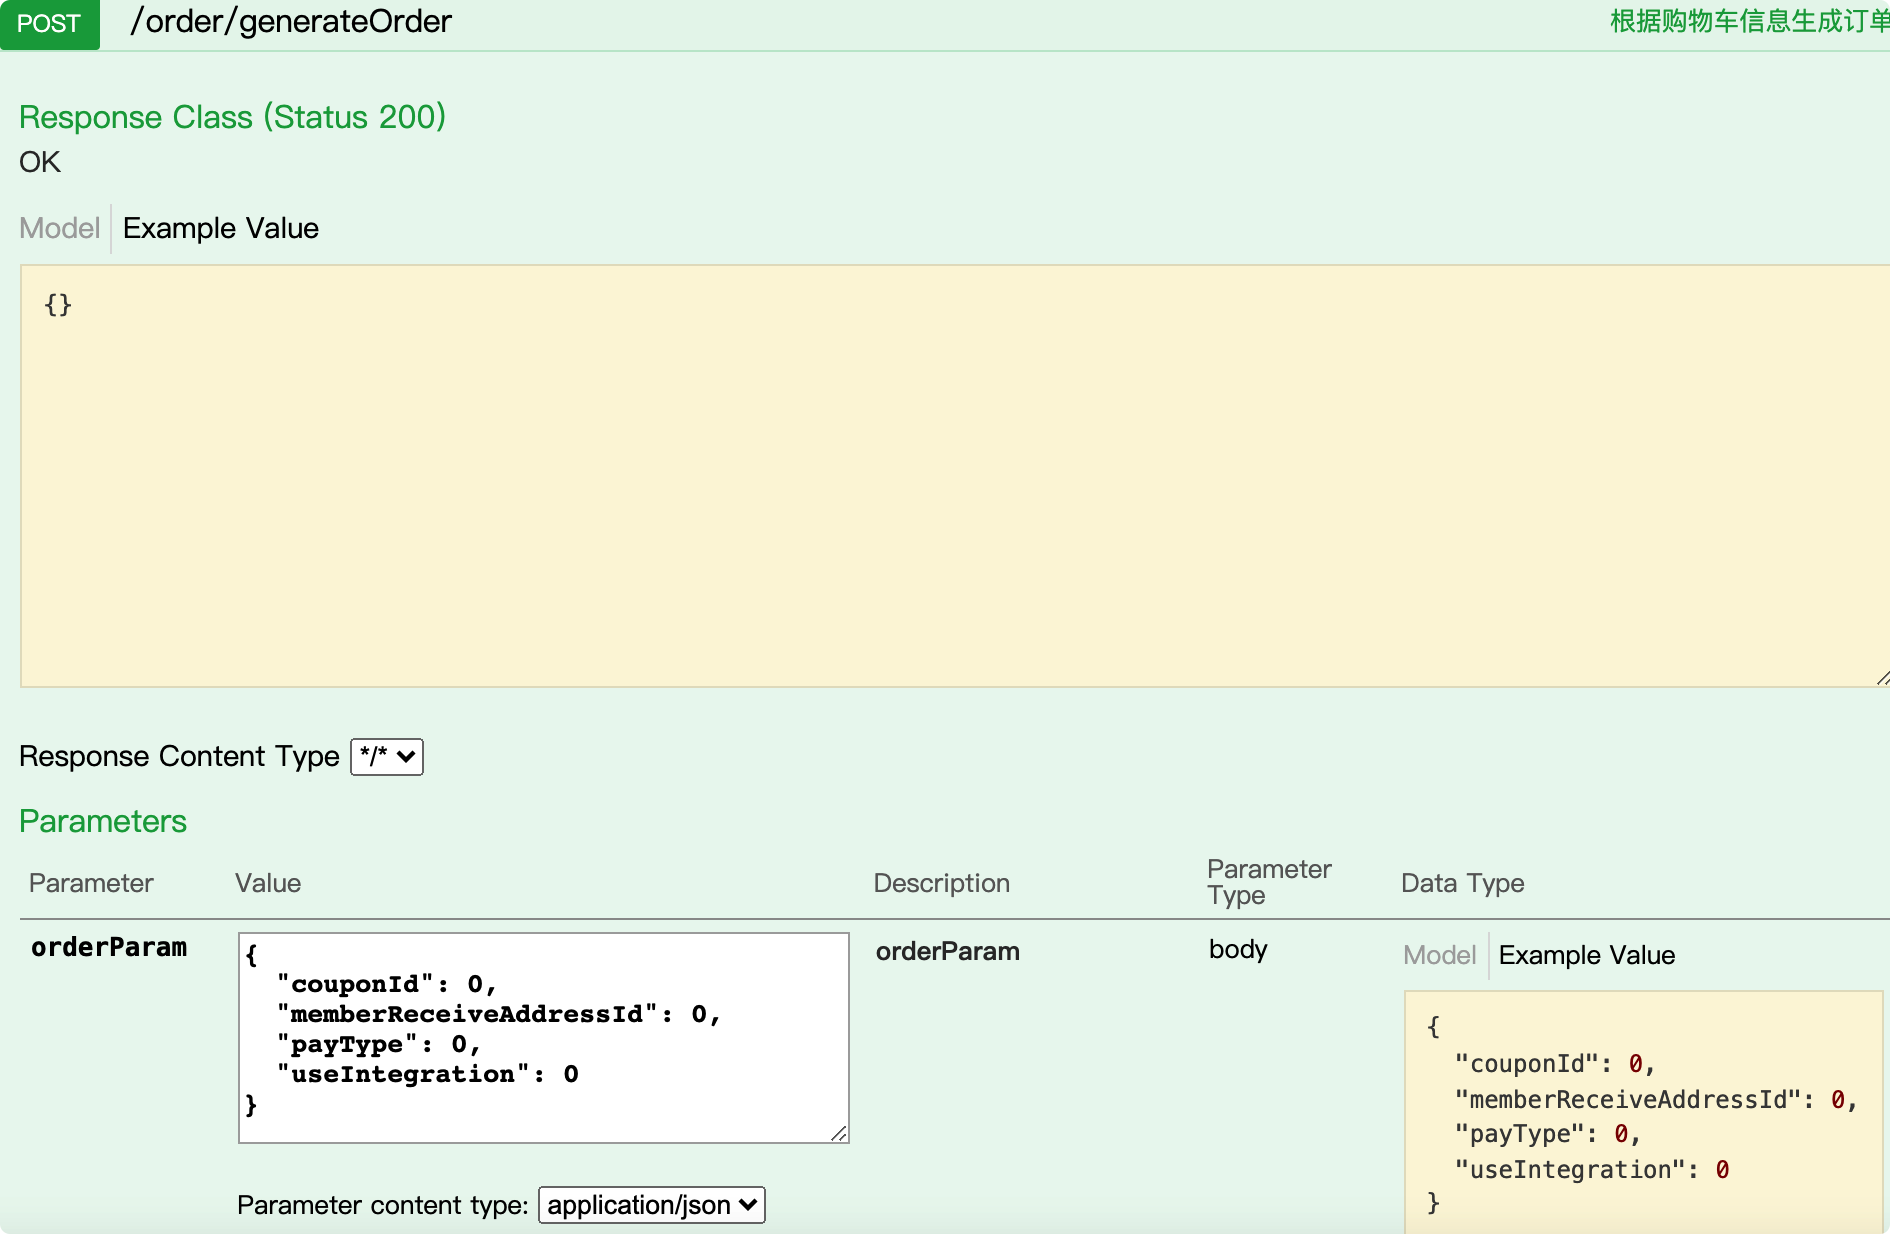 POST /order/generateOrder 根据购物车信息生成订单
Response Class (Status 200)
OK
Model Example Value
{}
Response Content Type */*
Parameters
Parameter Value Description Parameter Type Data Type
orderParam
{
"couponId": 0,
"memberReceiveAddressId": 0,
"payType": 0,
"useIntegration": 0
}
Parameter content type: application/json
orderParam
body
Model Example Value
{
"couponId": 0,
"memberReceiveAddressId": 0,
"payType": 0,
"useIntegration": 0
}